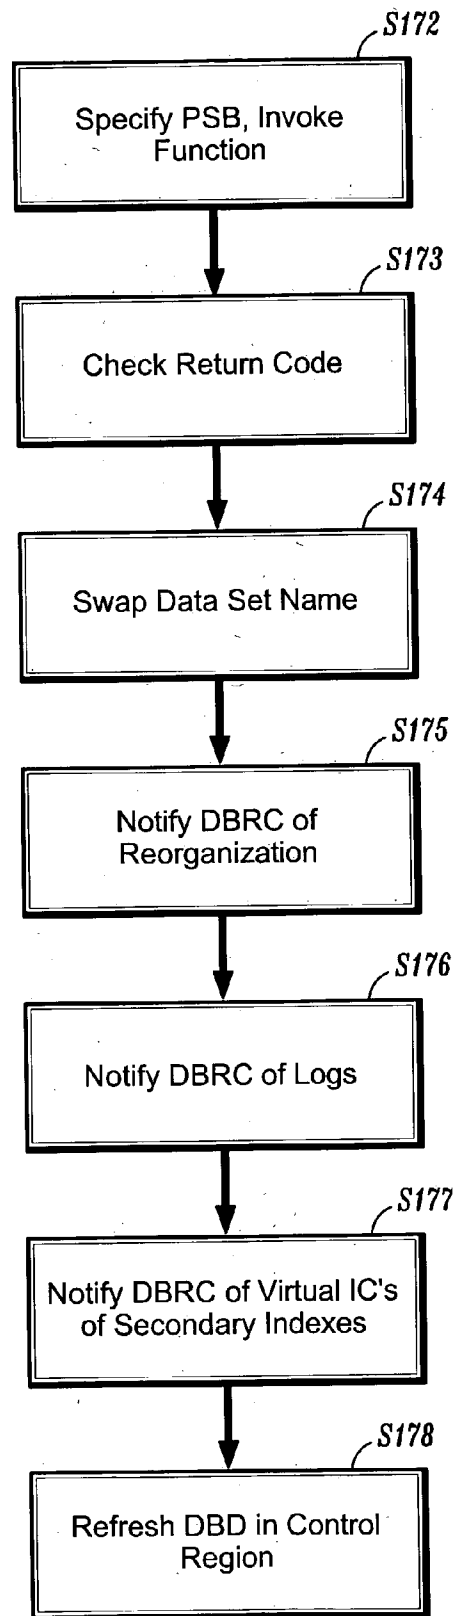 S172
Specify PSB, Invoke
Function
S173
Check Return Code
S174
Swap Data Set Name
S175
Notify DBRC of
Reorganization
S176
Notify DBRC of Logs
S177
Notify DBRC of Virtual IC's
of Secondary Indexes
S178
Refresh DBD in Control
Region